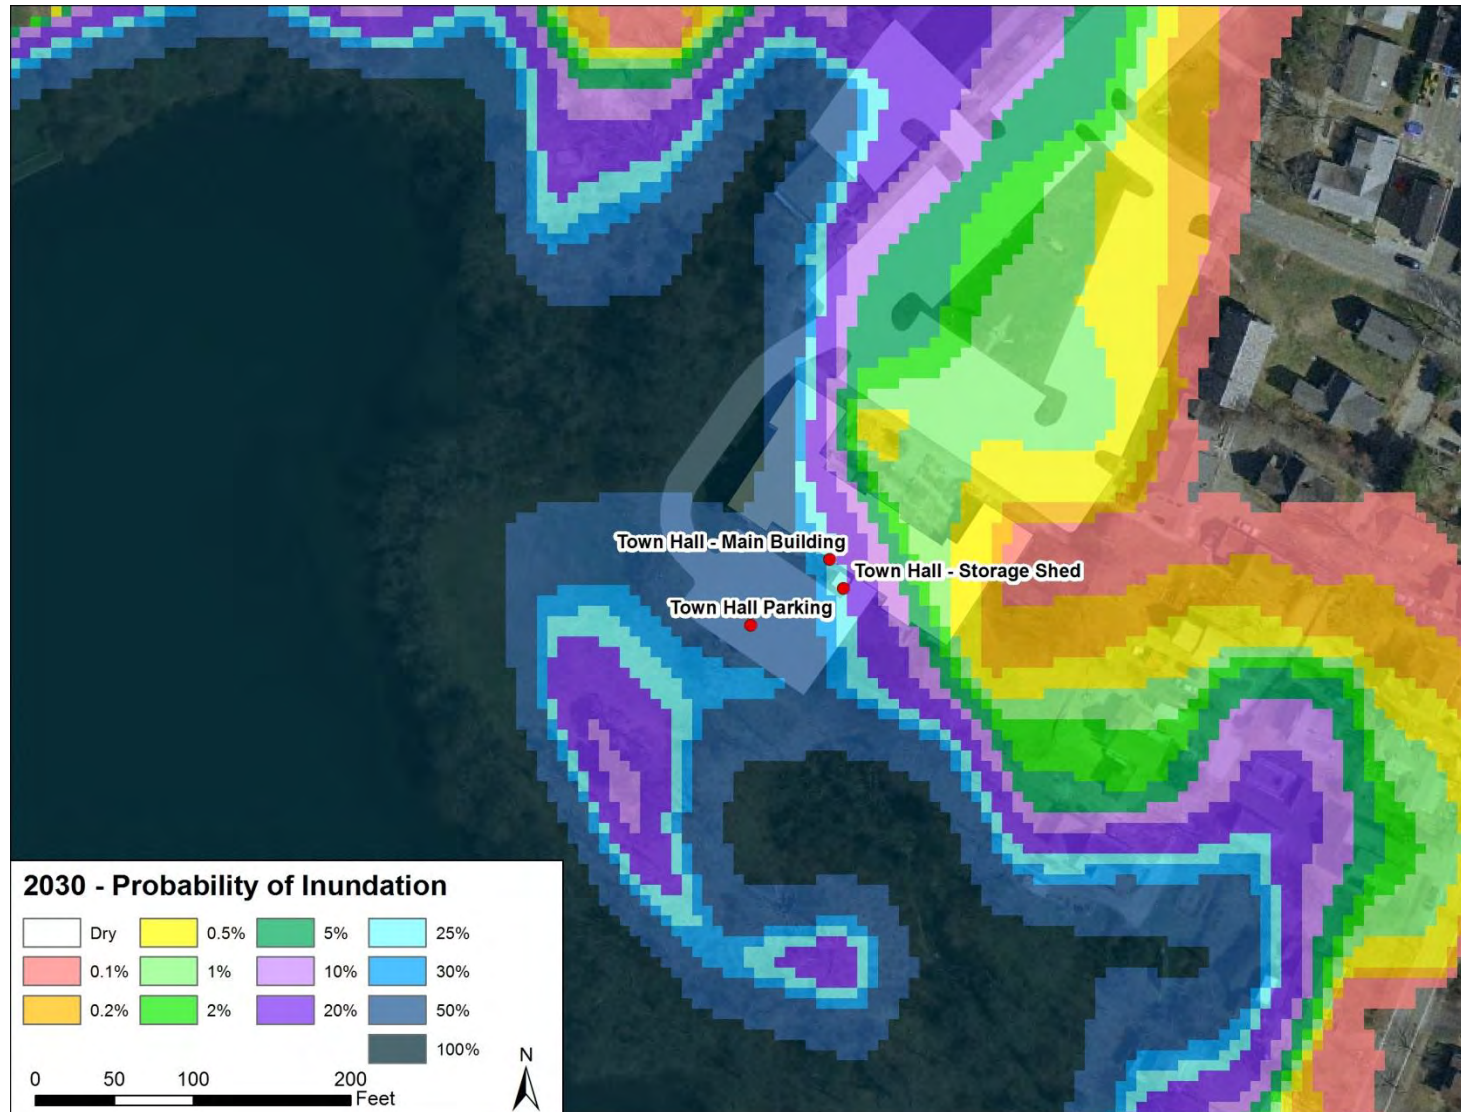 Town Hall - Main Building
Town Hall - Storage Shed
Town Hall Parking
2030 - Probability of Inundation
Dry 0.5% 5% 25%
0.1% 1% 10% 30%
0.2% 2% 20% 50%
100%
N
0 50 100 200
Feet